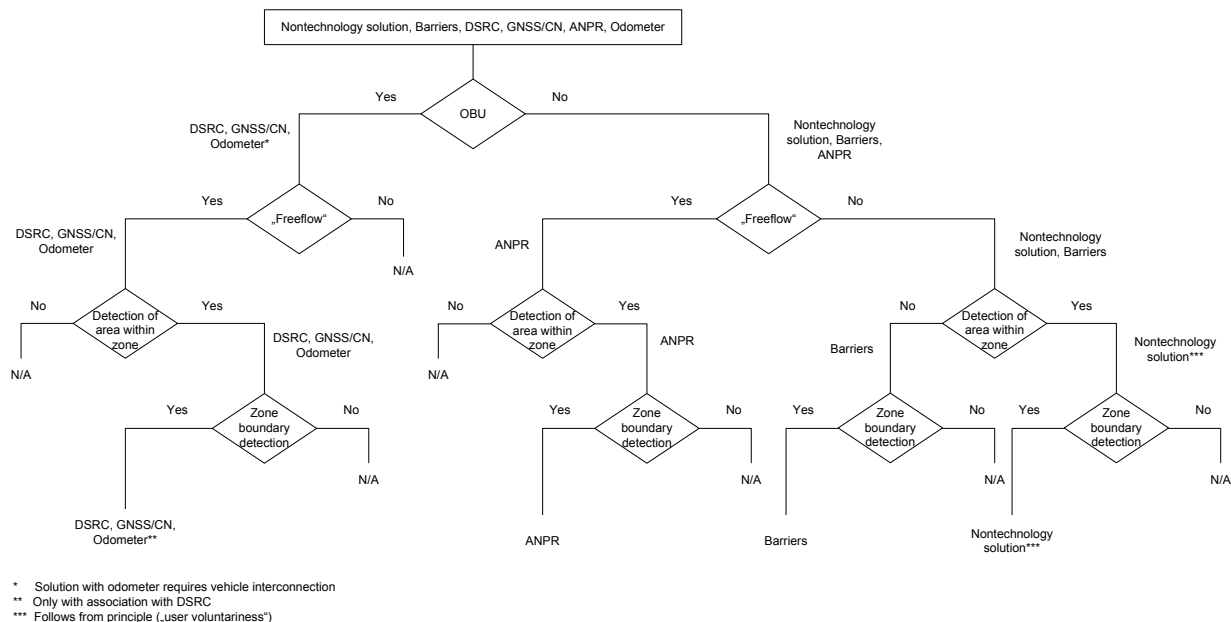 Nontechnology solution, Barriers, DSRC, GNSS/CN, ANPR, Odometer
Yes
OBU
No
DSRC, GNSS/CN,
Odometer*
Nontechnology
solution, Barriers,
ANPR
Yes
„Freeflow“
No
Yes
„Freeflow“
No
DSRC, GNSS/CN,
Odometer
N/A
ANPR
Nontechnology
solution, Barriers
No
Detection of
area within
zone
Yes
No
Detection of
area within
zone
Yes
No
Detection of
area within
zone
Yes
DSRC, GNSS/CN,
Odometer
ANPR
Barriers
Nontechnology
solution***
N/A
N/A
Yes
Zone
boundary
detection
No
Yes
Zone
boundary
detection
No
Yes
Zone
boundary
detection
No
Yes
Zone
boundary
detection
No
N/A
N/A
N/A
N/A
DSRC, GNSS/CN,
Odometer**
ANPR
Barriers
Nontechnology
solution***
* Solution with odometer requires vehicle interconnection
** Only with association with DSRC
*** Follows from principle („user voluntariness“)